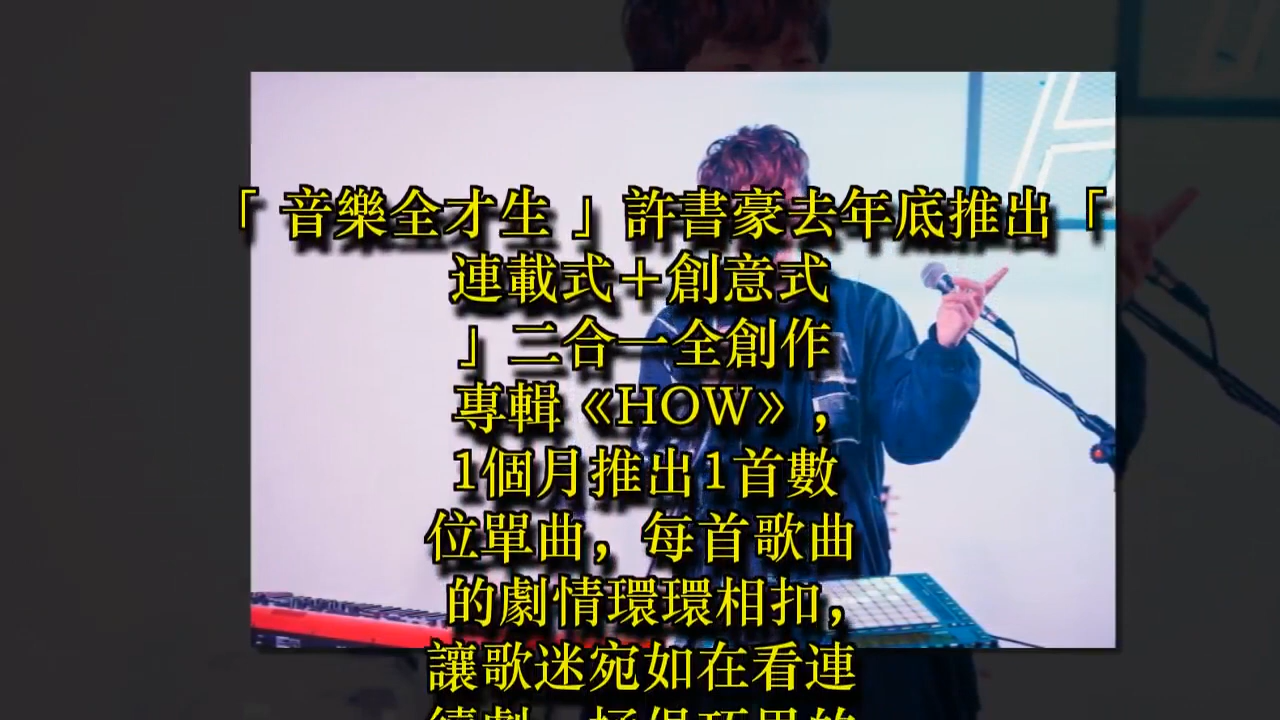 「 音樂全才生 」許書豪去年底推出「
連載式＋創意式
」二合一全創作
專輯《HOW》，
1個月推出1首數
位單曲，每首歌曲
的劇情環環相扣，
讓歌迷宛如在看連